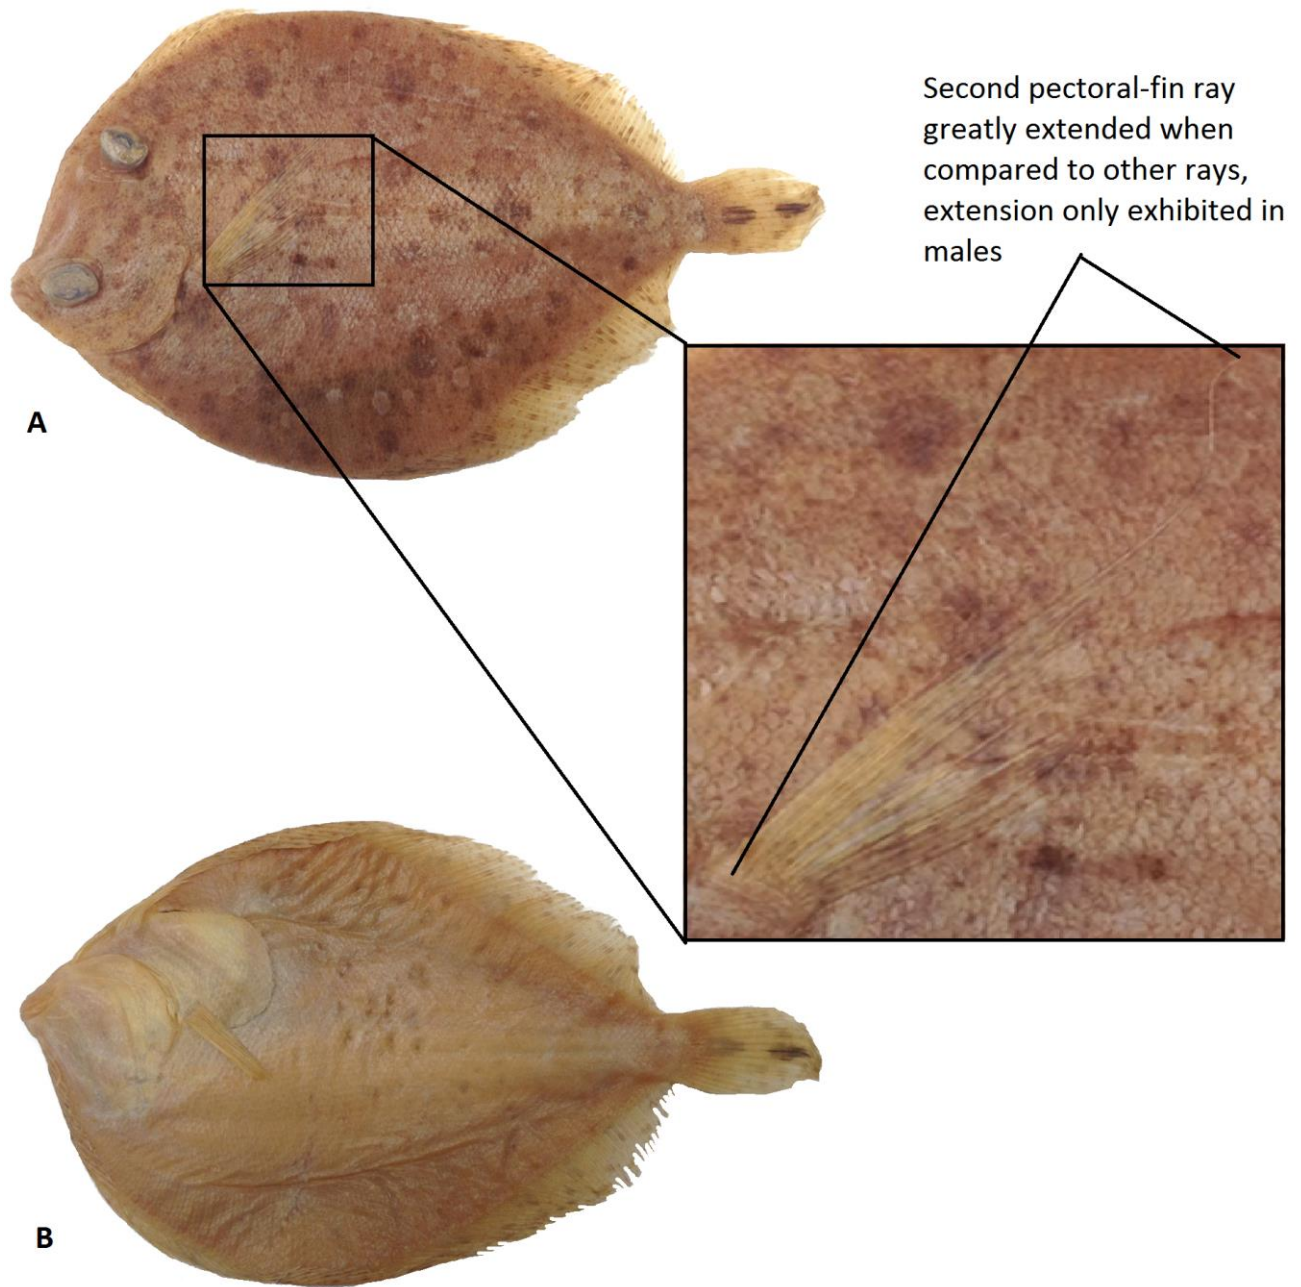 Second pectoral-fin ray
greatly extended when
compared to other rays,
extension only exhibited in
males
A
B